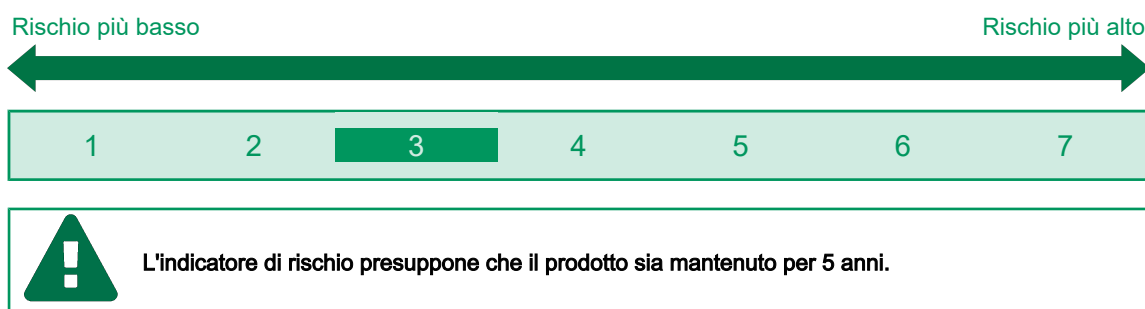 Rischio più basso Rischio più alto
1 2 3 4 5 6 7
L'indicatore di rischio presuppone che il prodotto sia mantenuto per 5 anni.